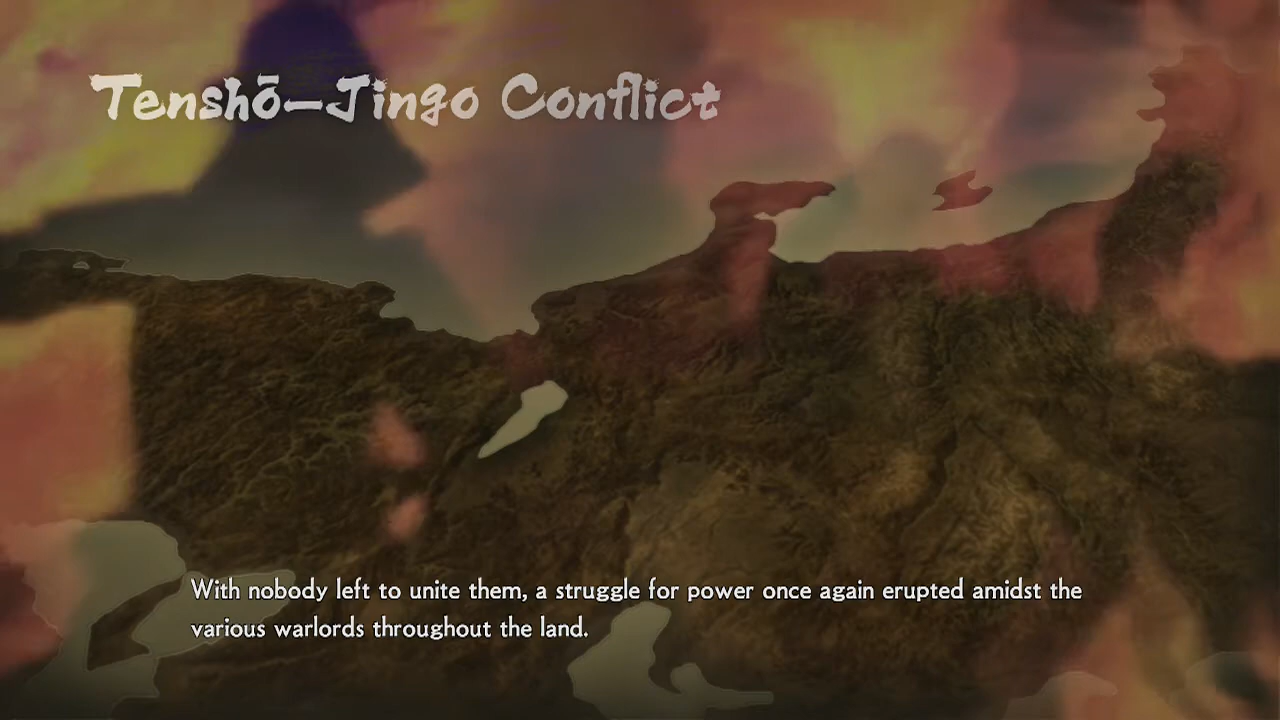 Tenshō–Jingo Conflict
With nobody left to unite them, a struggle for power once again erupted amidst the
various warlords throughout the land.